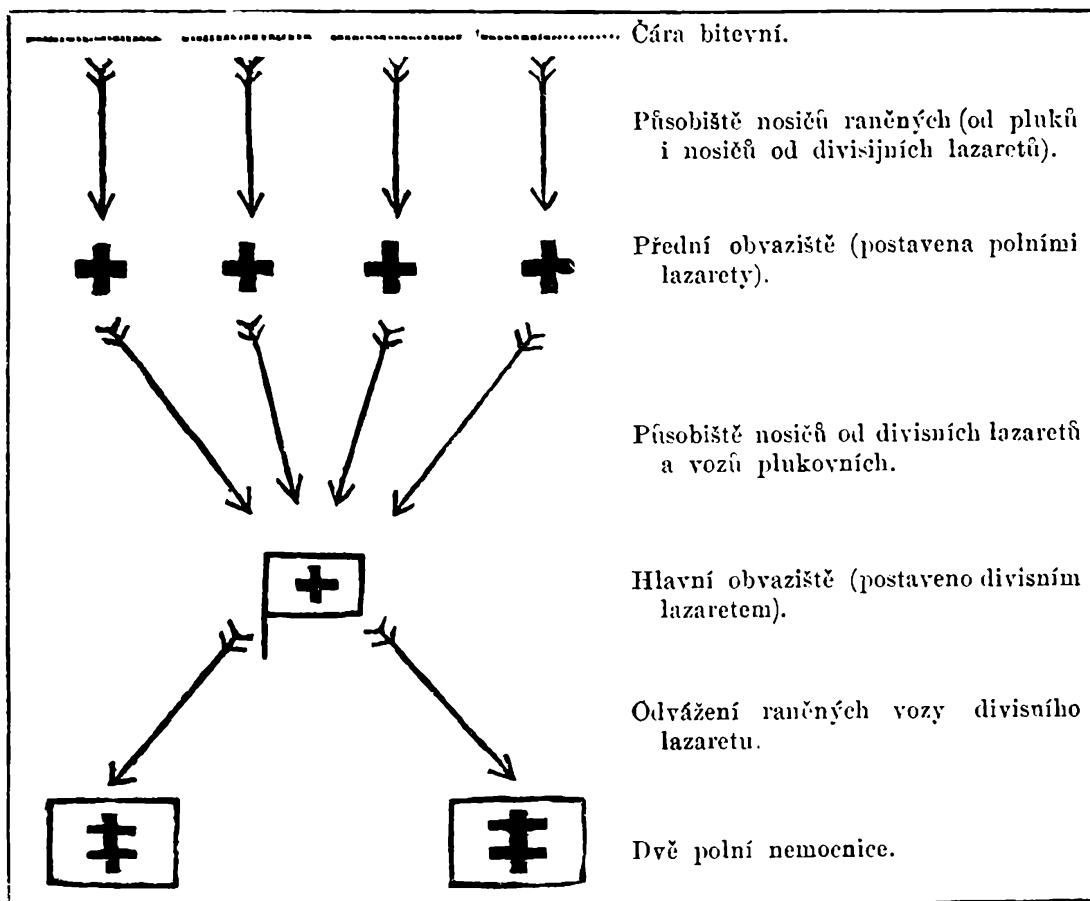 Čára bitevní.
Působiště nosičů raněných (od pluků
i nosičů od divisijních lazaretů).
Přední obvaziště (postavena polními
lazarety).
Působiště nosičů od divisních lazaretů
a vozů plukovních.
Hlavní obvaziště (postaveno divisním
lazaretem).
Odvážení raněných vozy divisního
lazaretu.
Dvě polní nemocnice.